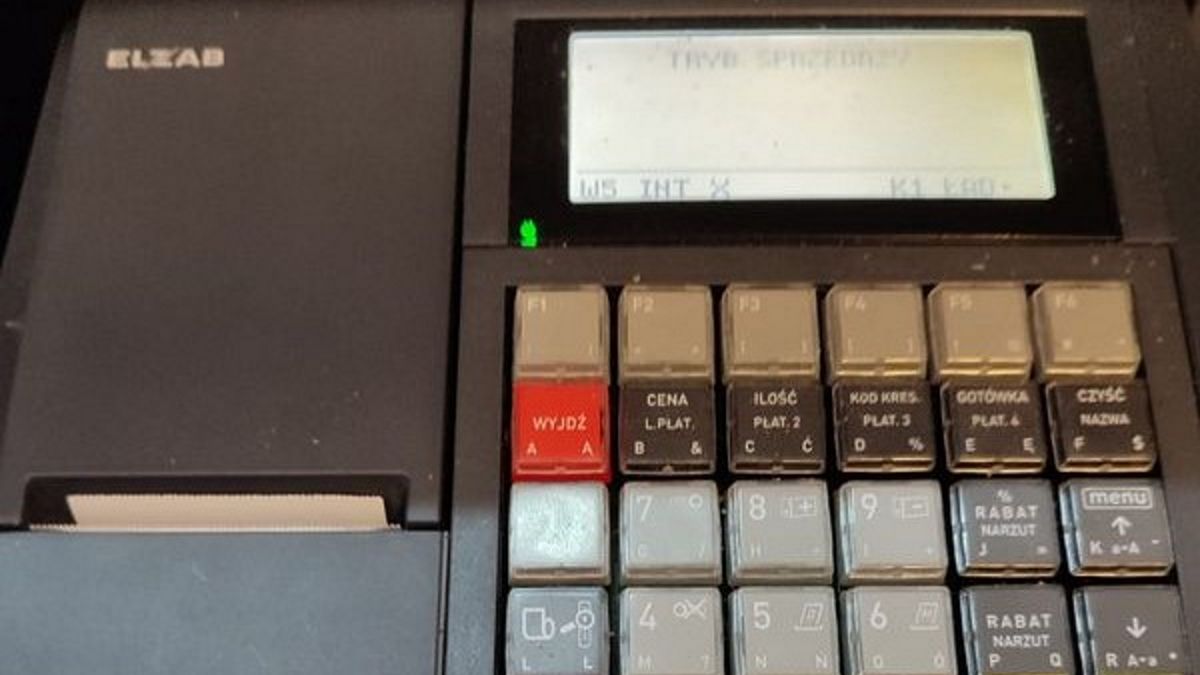 ELZAB
TRYB SPRZEDAŻY
W5 INT X K1 ŁAD
F1 F2 F3 F4 F5 F6
WYJDŹ
A Ą
CENA
L.PŁAT.
B &
ILOŚĆ
PŁAT. 2
C Ć
KOD KRES.
PŁAT. 3
D %
GOTÓWKA
PŁAT. 4
E Ę
CZYŚĆ
NAZWA
F $
7
G /
8 +
H -
9 -
I +
%
RABAT
NARZUT
J =
menu
↑
K a→A
L Ł
4
M ?
5
N Ń
6
O Ó
RABAT
NARZUT
P Q
↓
R A→a *